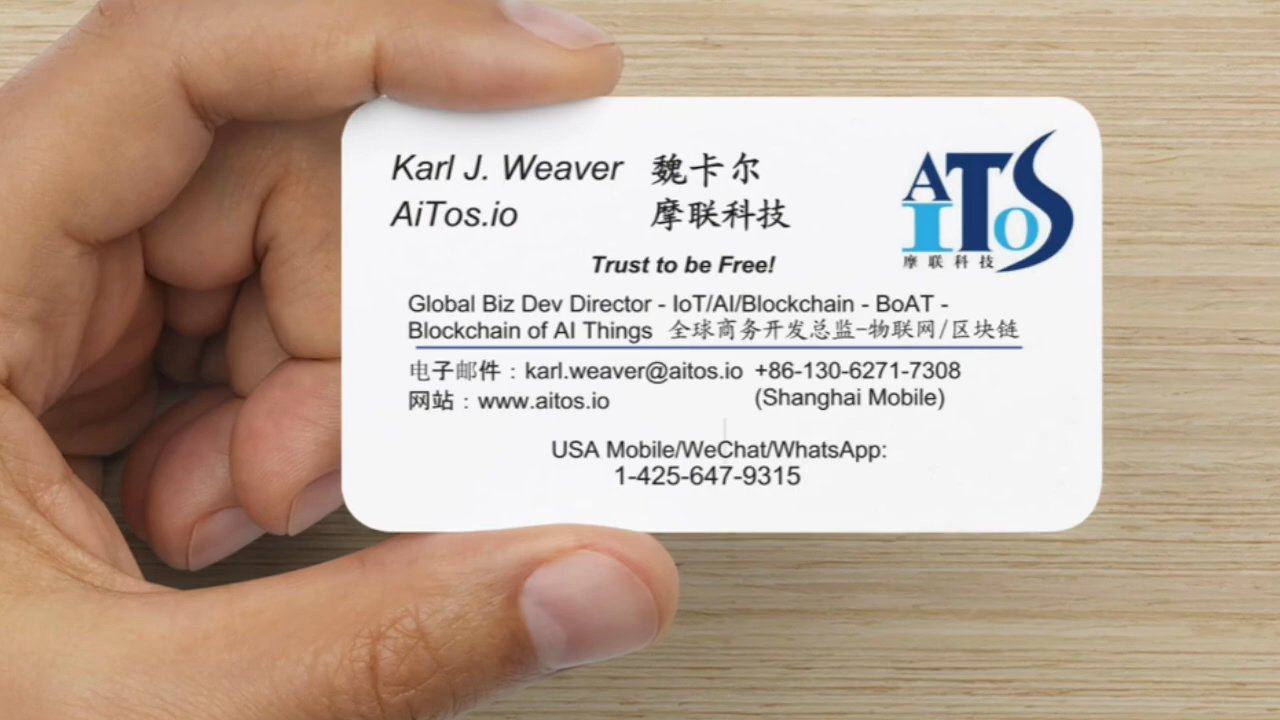 Karl J. Weaver 魏卡尔
AiTos.io 摩联科技
AITOS
摩联科技
Trust to be Free!
Global Biz Dev Director - IoT/AI/Blockchain - BoAT -
Blockchain of AI Things 全球商务开发总监-物联网/区块链
电子邮件：karl.weaver@aitos.io +86-130-6271-7308
网站：www.aitos.io (Shanghai Mobile)
USA Mobile/WeChat/WhatsApp:
1-425-647-9315